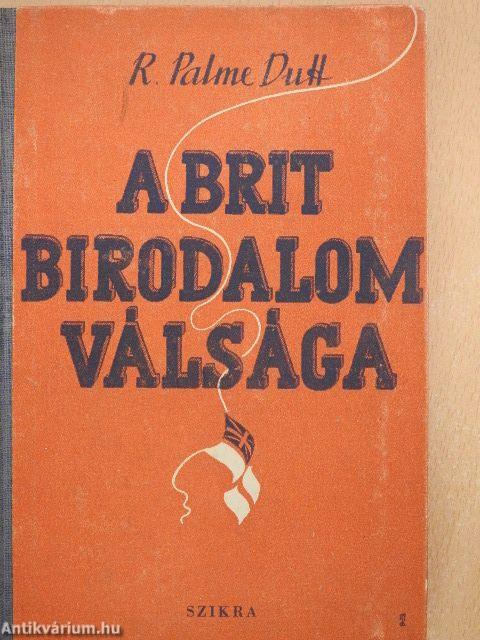 R. Palme Dutt
A BRIT
BIRODALOM
VÁLSÁGA
SZIKRA
Antikvárium.hu